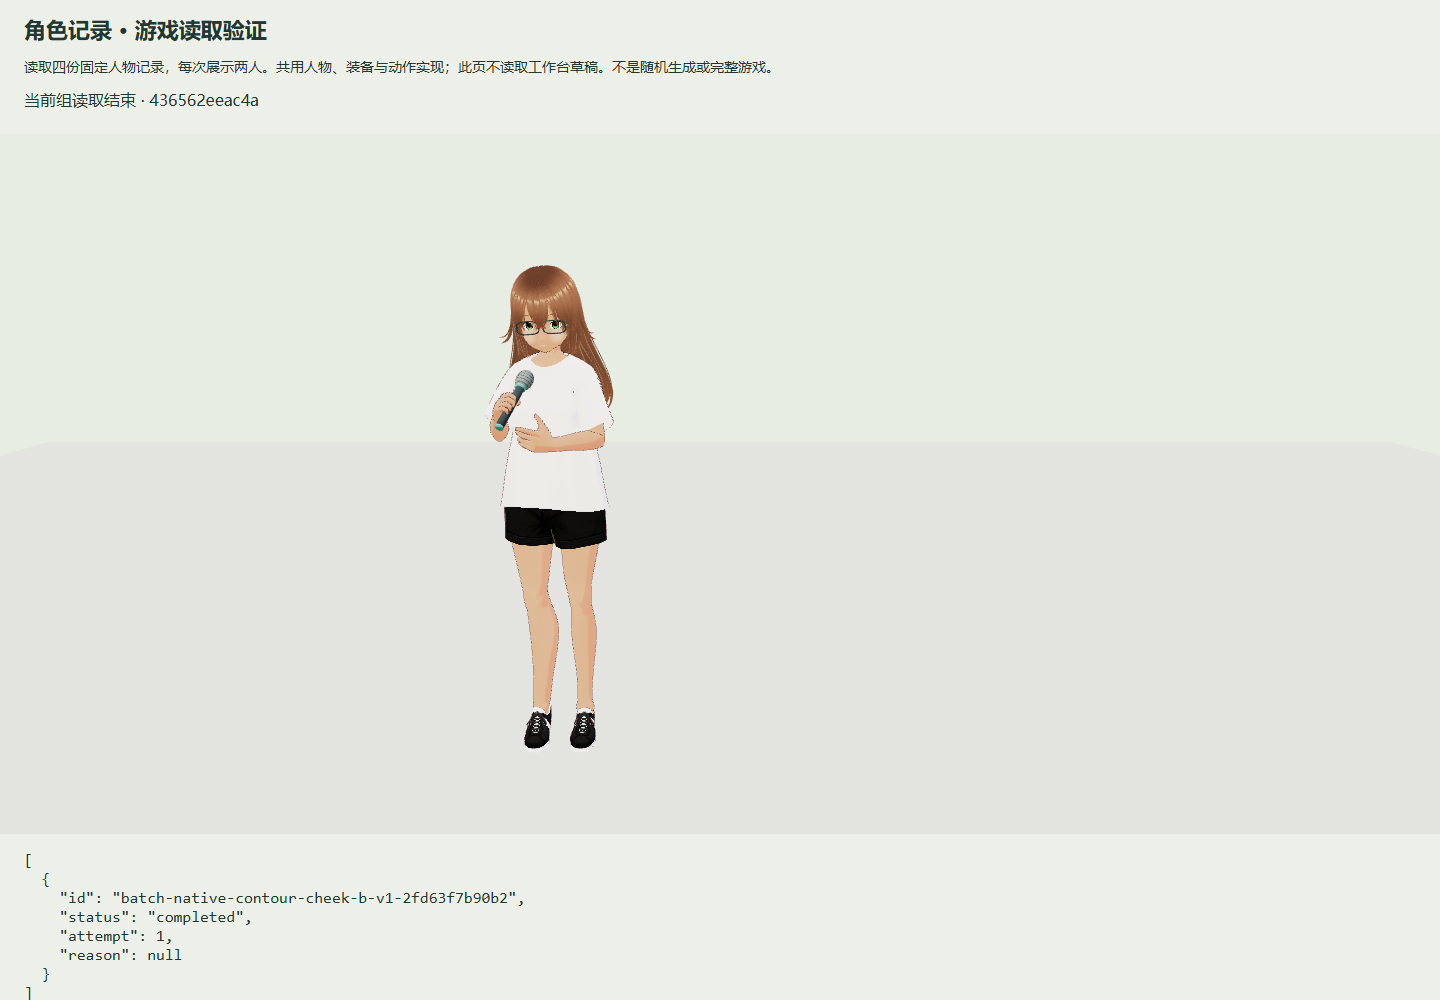 角色记录 • 游戏读取验证
读取四份固定人物记录，每次展示两人。共用人物、装备与动作实现；此页不读取工作台草稿。不是随机生成或完整游戏。
当前组读取结束 · 436562eeac4a
[
  {
    "id": "batch-native-contour-cheek-b-v1-2fd63f7b90b2",
    "status": "completed",
    "attempt": 1,
    "reason": null
  }
]